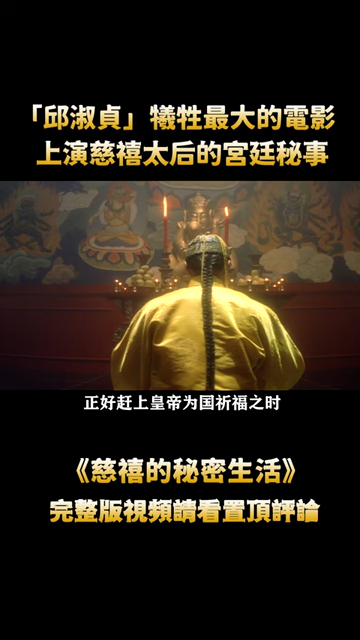 「邱淑貞」犧牲最大的電影
上演慈禧太后的宮廷秘事
正好赶上皇帝为国祈福之时
《慈禧的秘密生活》
完整版視頻請看置頂評論